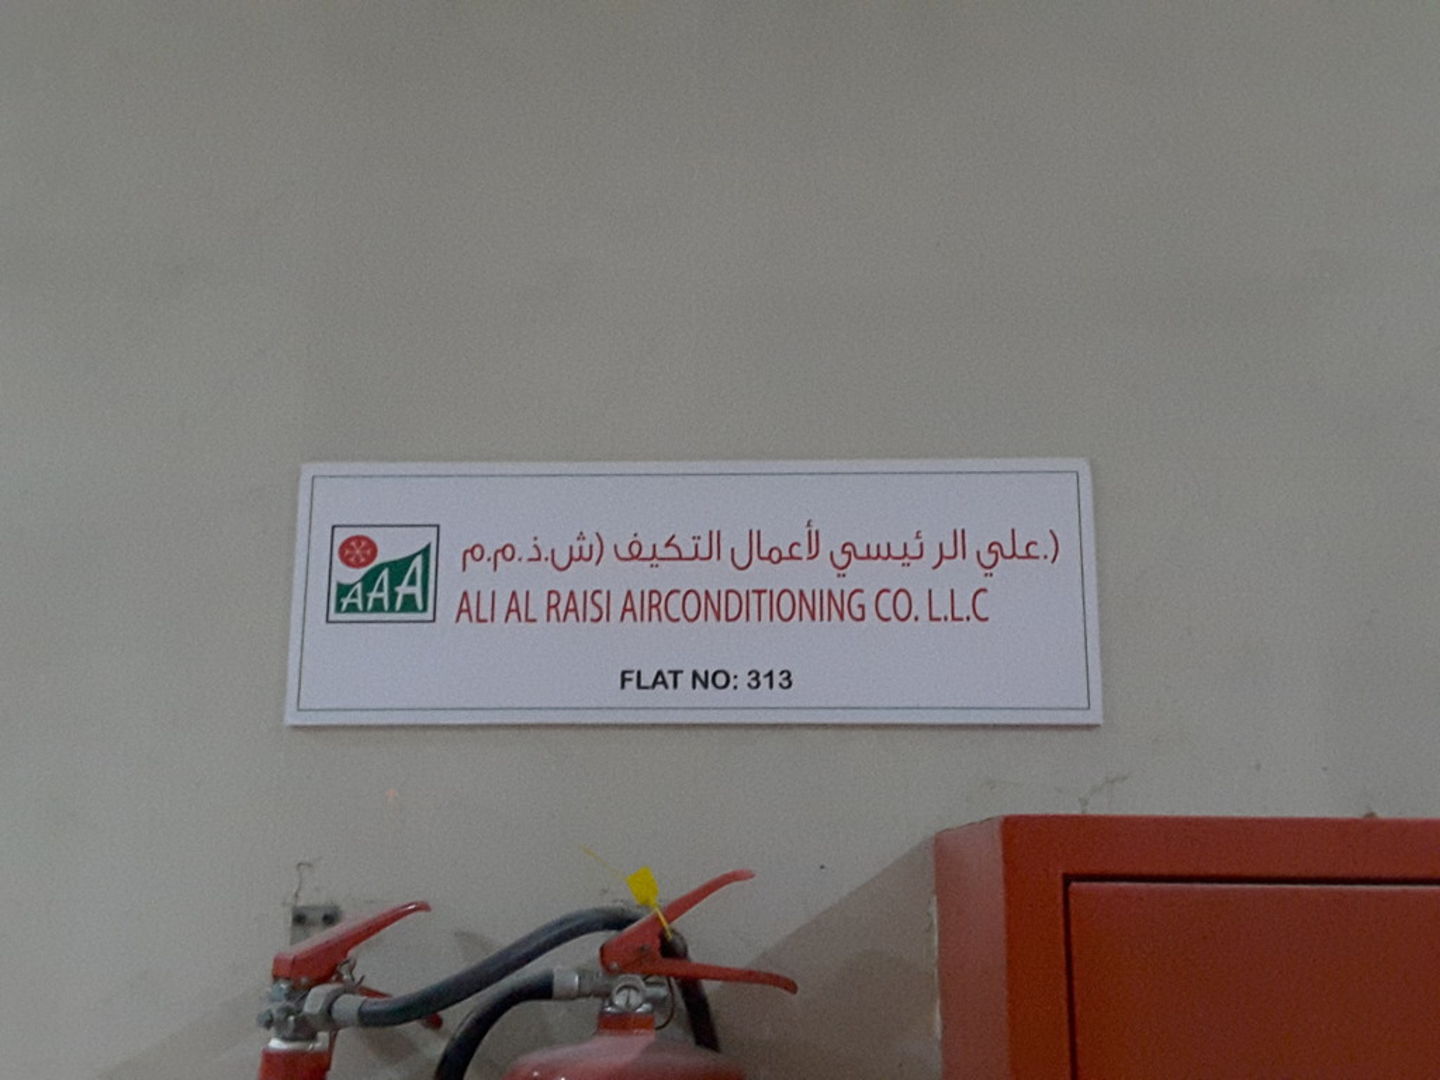 AAA
علي الرئيسي لأعمال التكيف (ش.ذ.م.م.)
ALI AL RAISI AIRCONDITIONING CO. L.L.C
FLAT NO: 313